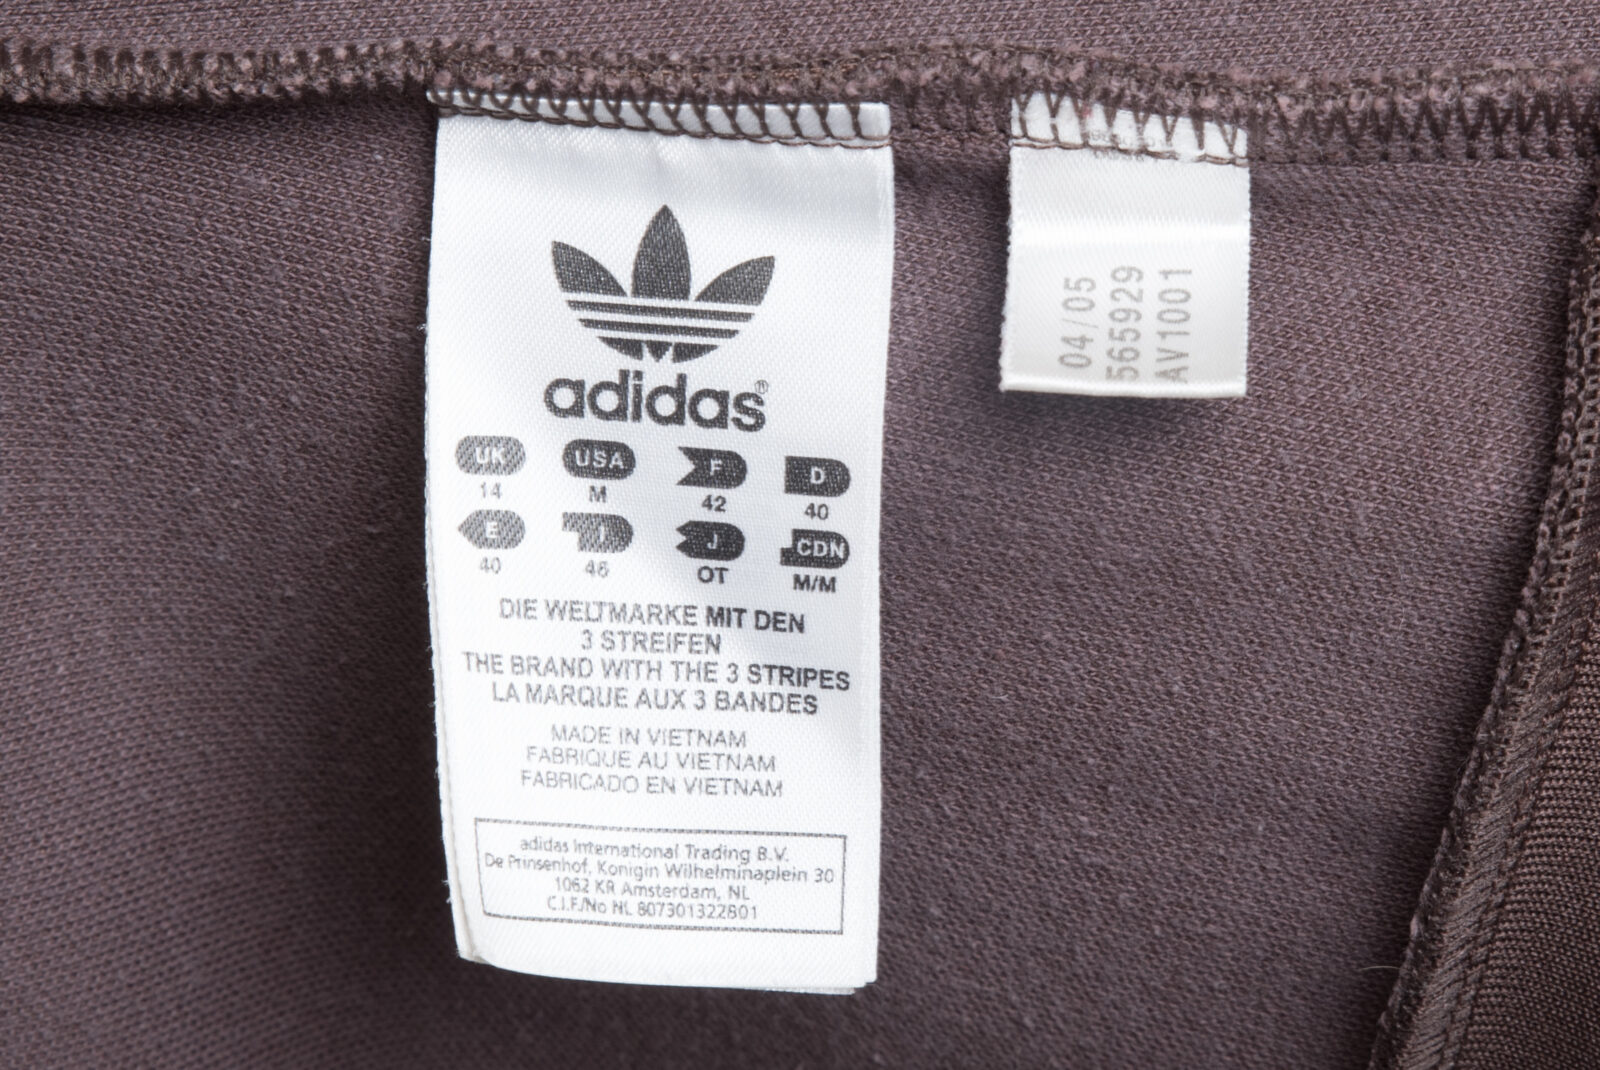 adidas®
UK USA F D
14 M 42 40
E I J CDN
40 46 OT M/M
DIE WELTMARKE MIT DEN
3 STREIFEN
THE BRAND WITH THE 3 STRIPES
LA MARQUE AUX 3 BANDES
MADE IN VIETNAM
FABRIQUE AU VIETNAM
FABRICADO EN VIETNAM
adidas International Trading B.V.
De Prinsenhof, Konigin Wilhelminaplein 30
1062 KR Amsterdam, NL
C.I.F./No NL 807301322B01
04/05
565929
AV1001